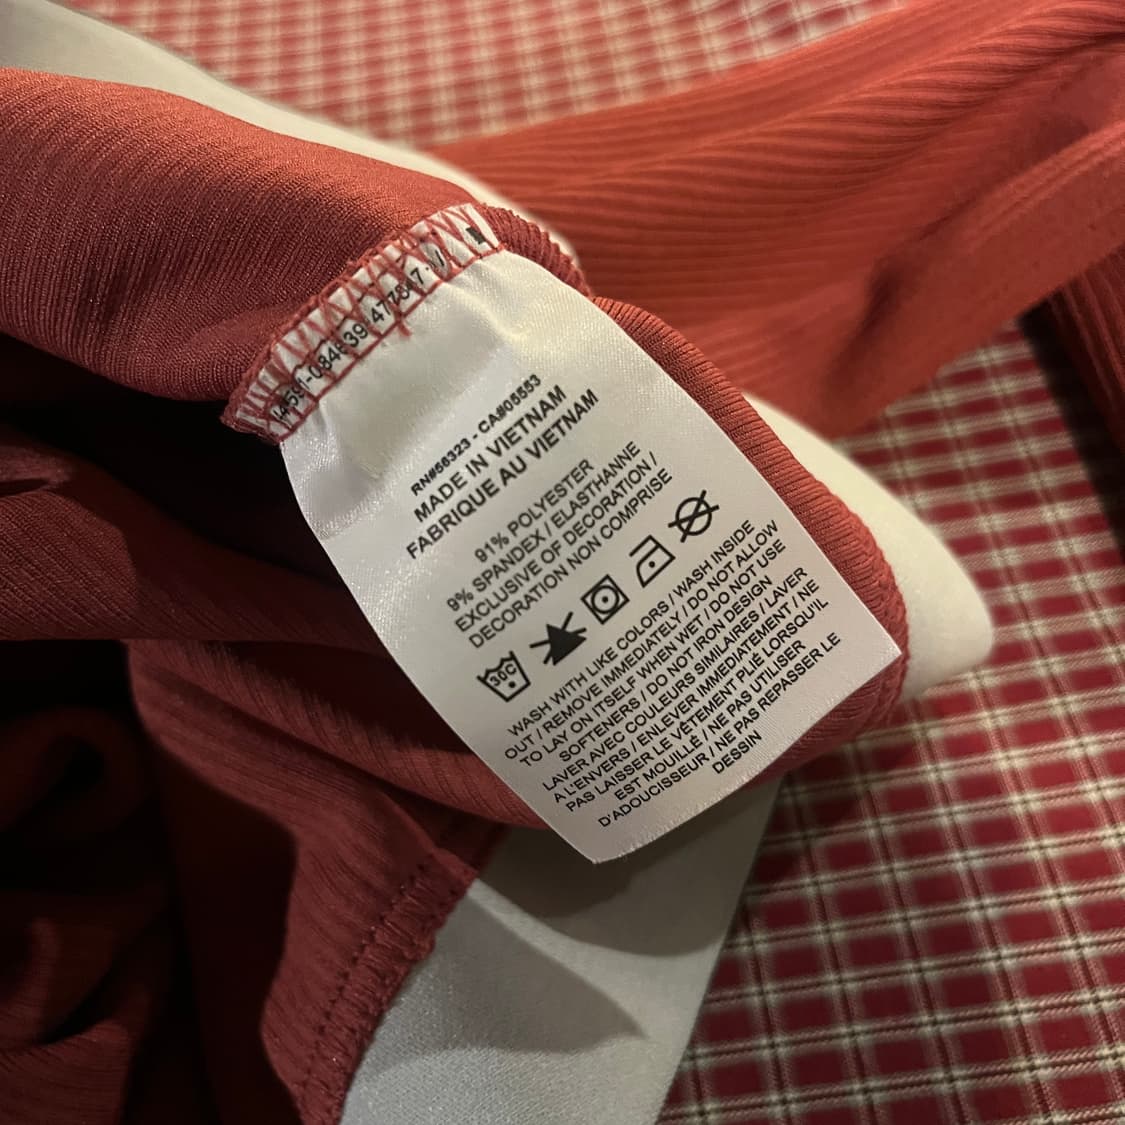 RN#56323 - CA#05553
MADE IN VIETNAM
FABRIQUE AU VIETNAM
91% POLYESTER
9% SPANDEX / ELASTHANNE
EXCLUSIVE OF DECORATION /
DECORATION NON COMPRISE
30C
WASH WITH LIKE COLORS / WASH INSIDE
OUT / REMOVE IMMEDIATELY / DO NOT ALLOW
TO LAY ON ITSELF WHEN WET / DO NOT USE
SOFTENERS / DO NOT IRON DESIGN
LAVER AVEC COULEURS SIMILAIRES / LAVER
A L'ENVERS / ENLEVER IMMEDIATEMENT / NE
PAS LAISSER LE VÊTEMENT PLIÉ LORSQU'IL
EST MOUILLÉ / NE PAS UTILISER
D'ADOUCISSEUR / NE PAS REPASSER LE
DESSIN